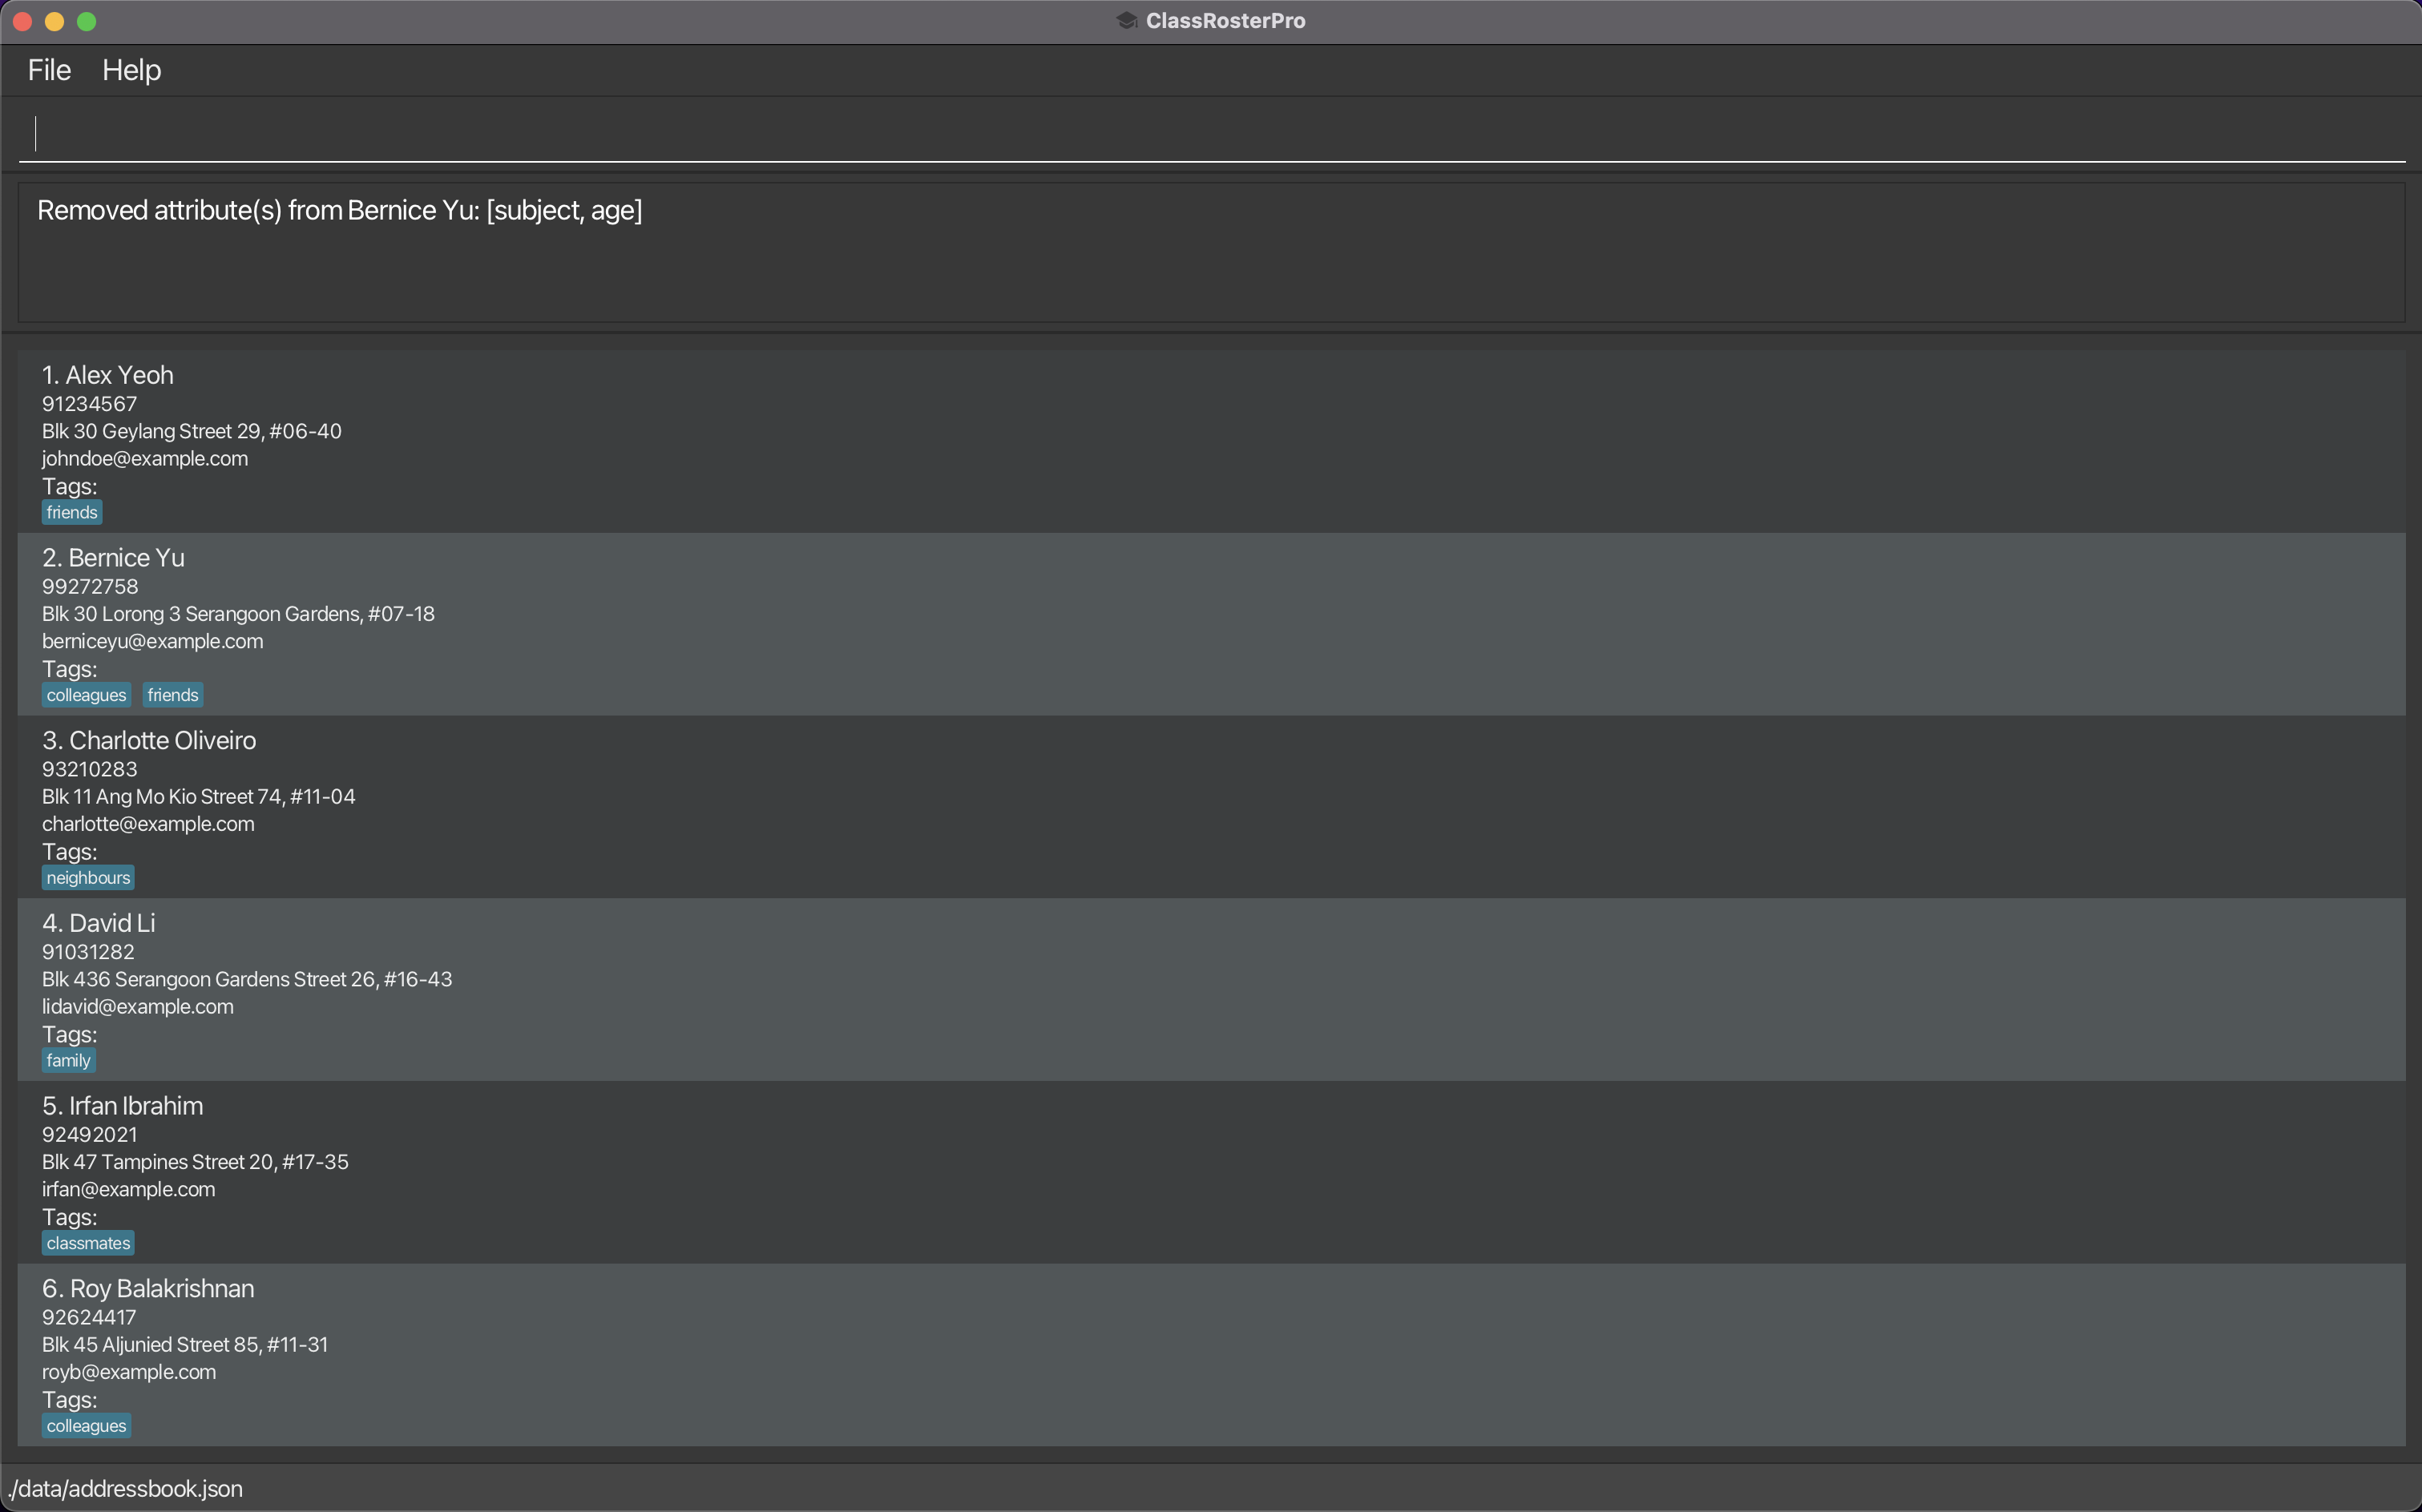 ClassRosterPro
File Help
Removed attribute(s) from Bernice Yu: [subject, age]
1. Alex Yeoh
91234567
Blk 30 Geylang Street 29, #06-40
johndoe@example.com
Tags:
friends
2. Bernice Yu
99272758
Blk 30 Lorong 3 Serangoon Gardens, #07-18
berniceyu@example.com
Tags:
colleagues friends
3. Charlotte Oliveiro
93210283
Blk 11 Ang Mo Kio Street 74, #11-04
charlotte@example.com
Tags:
neighbours
4. David Li
91031282
Blk 436 Serangoon Gardens Street 26, #16-43
lidavid@example.com
Tags:
family
5. Irfan Ibrahim
92492021
Blk 47 Tampines Street 20, #17-35
irfan@example.com
Tags:
classmates
6. Roy Balakrishnan
92624417
Blk 45 Aljunied Street 85, #11-31
royb@example.com
Tags:
colleagues
./data/addressbook.json